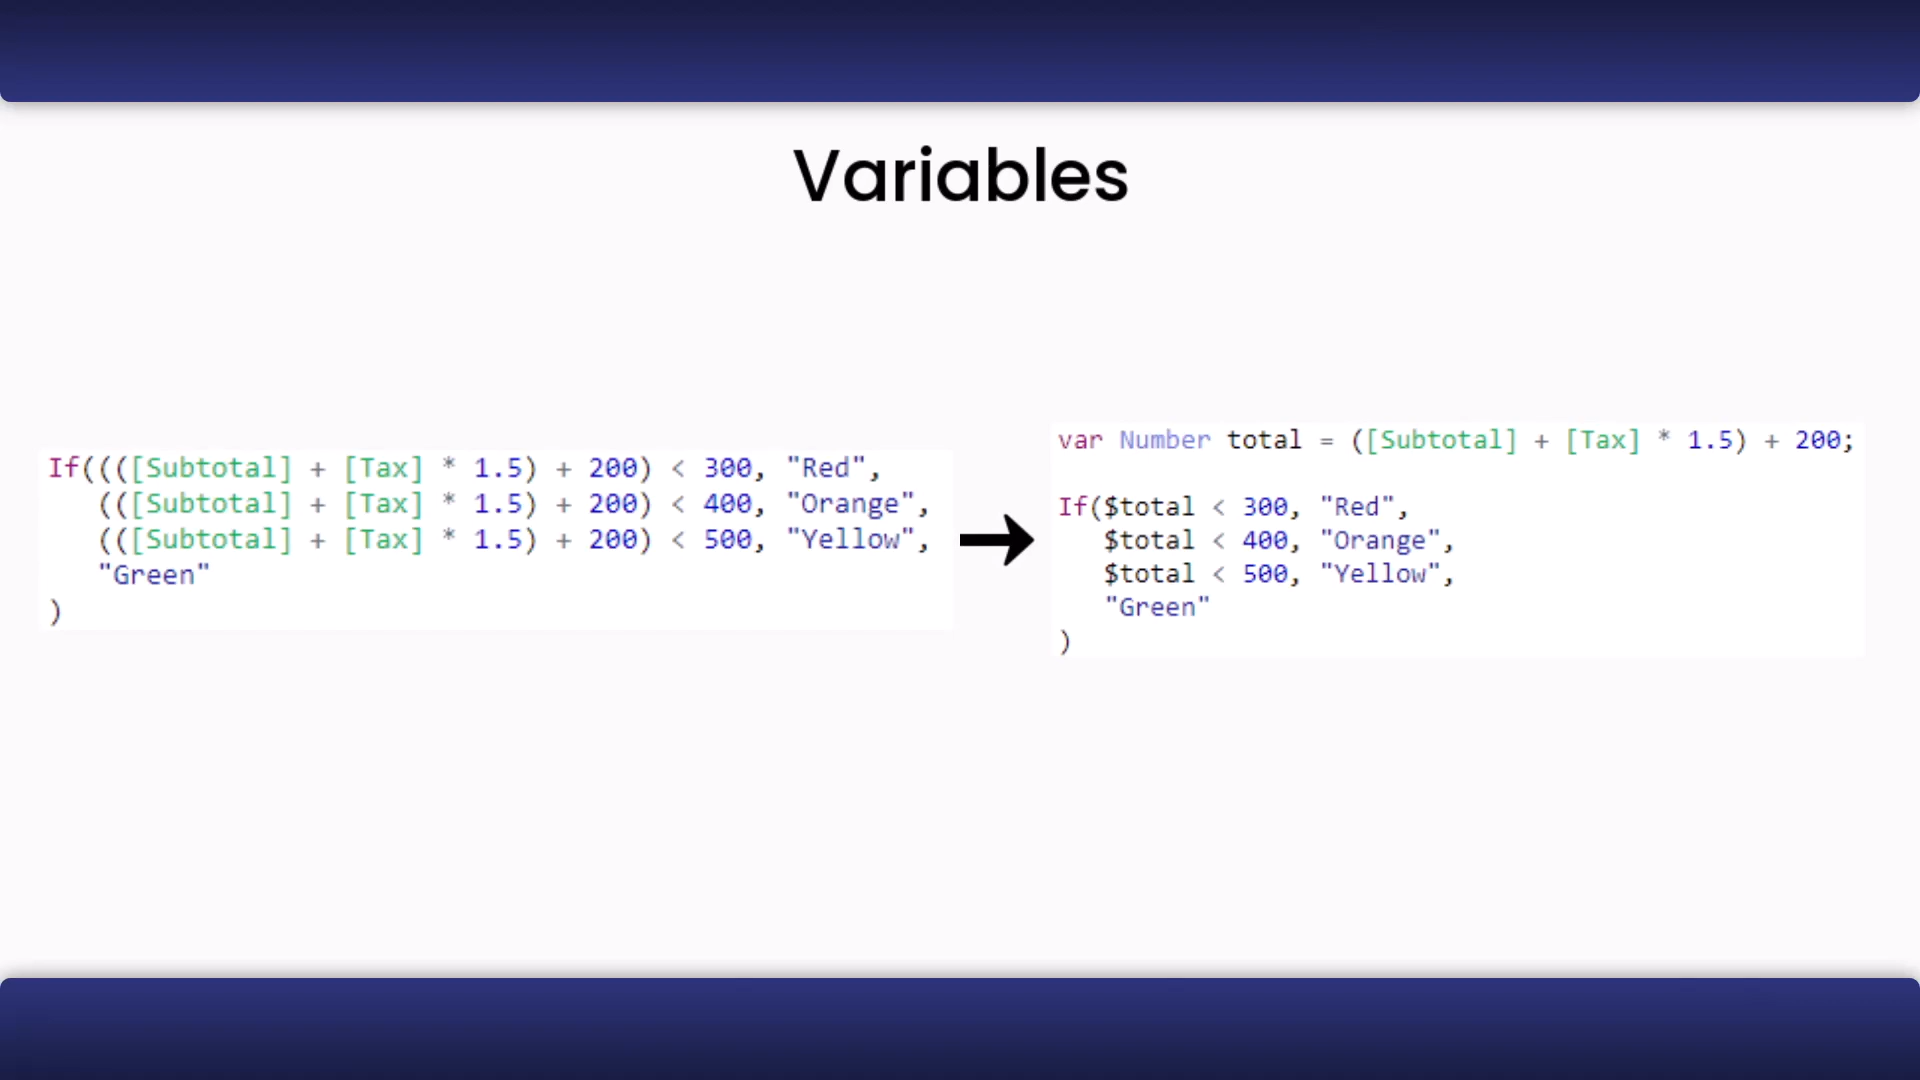 Variables
If((([Subtotal] + [Tax] * 1.5) + 200) < 300, "Red",
(([Subtotal] + [Tax] * 1.5) + 200) < 400, "Orange",
(([Subtotal] + [Tax] * 1.5) + 200) < 500, "Yellow",
"Green"
)
var Number total = ([Subtotal] + [Tax] * 1.5) + 200;
If($total < 300, "Red",
$total < 400, "Orange",
$total < 500, "Yellow",
"Green"
)